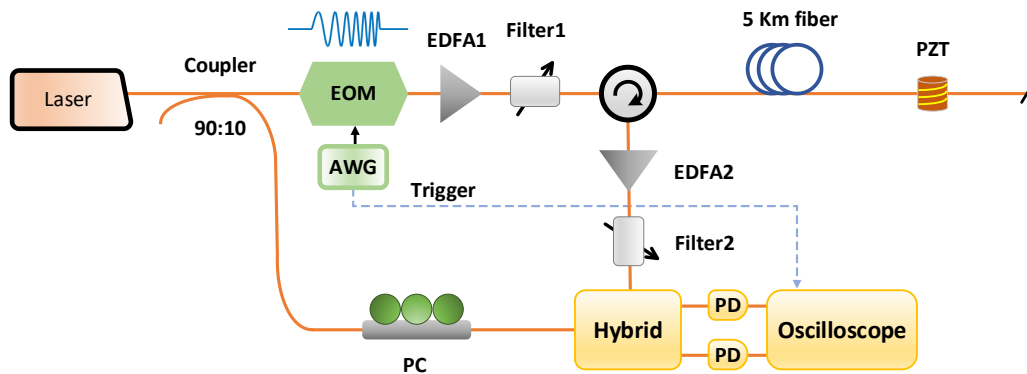 5 Km fiber
Filter1
EDFA1
PZT
Coupler
Laser
EOM
90:10
AWG
EDFA2
Trigger
Filter2
PD
Hybrid
Oscilloscope
PD
PC